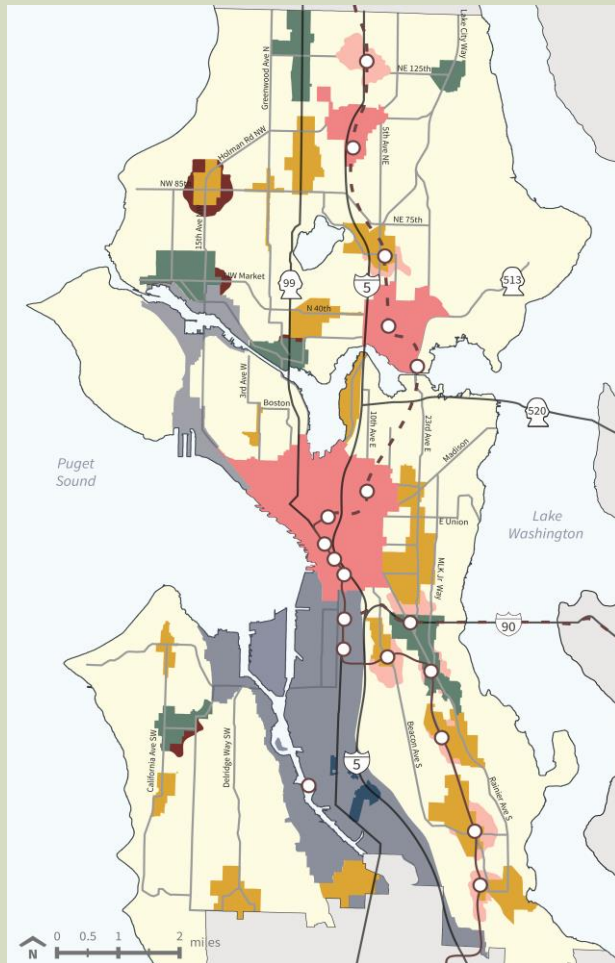 Lake City Way
Greenwood Ave N
NE 125th
5th Ave NE
Holman Rd NW
NW 85th
NE 75th
15th Ave
NW Market
99
5
513
N 40th
3rd Ave W
Boston
10th Ave E
23rd Ave E
520
Madison
Puget
Sound
E Union
Lake
Washington
MLK Jr Way
90
California Ave SW
Delridge Way SW
Beacon Ave S
5
Rainier Ave S
N
0 0.5 1 2 miles